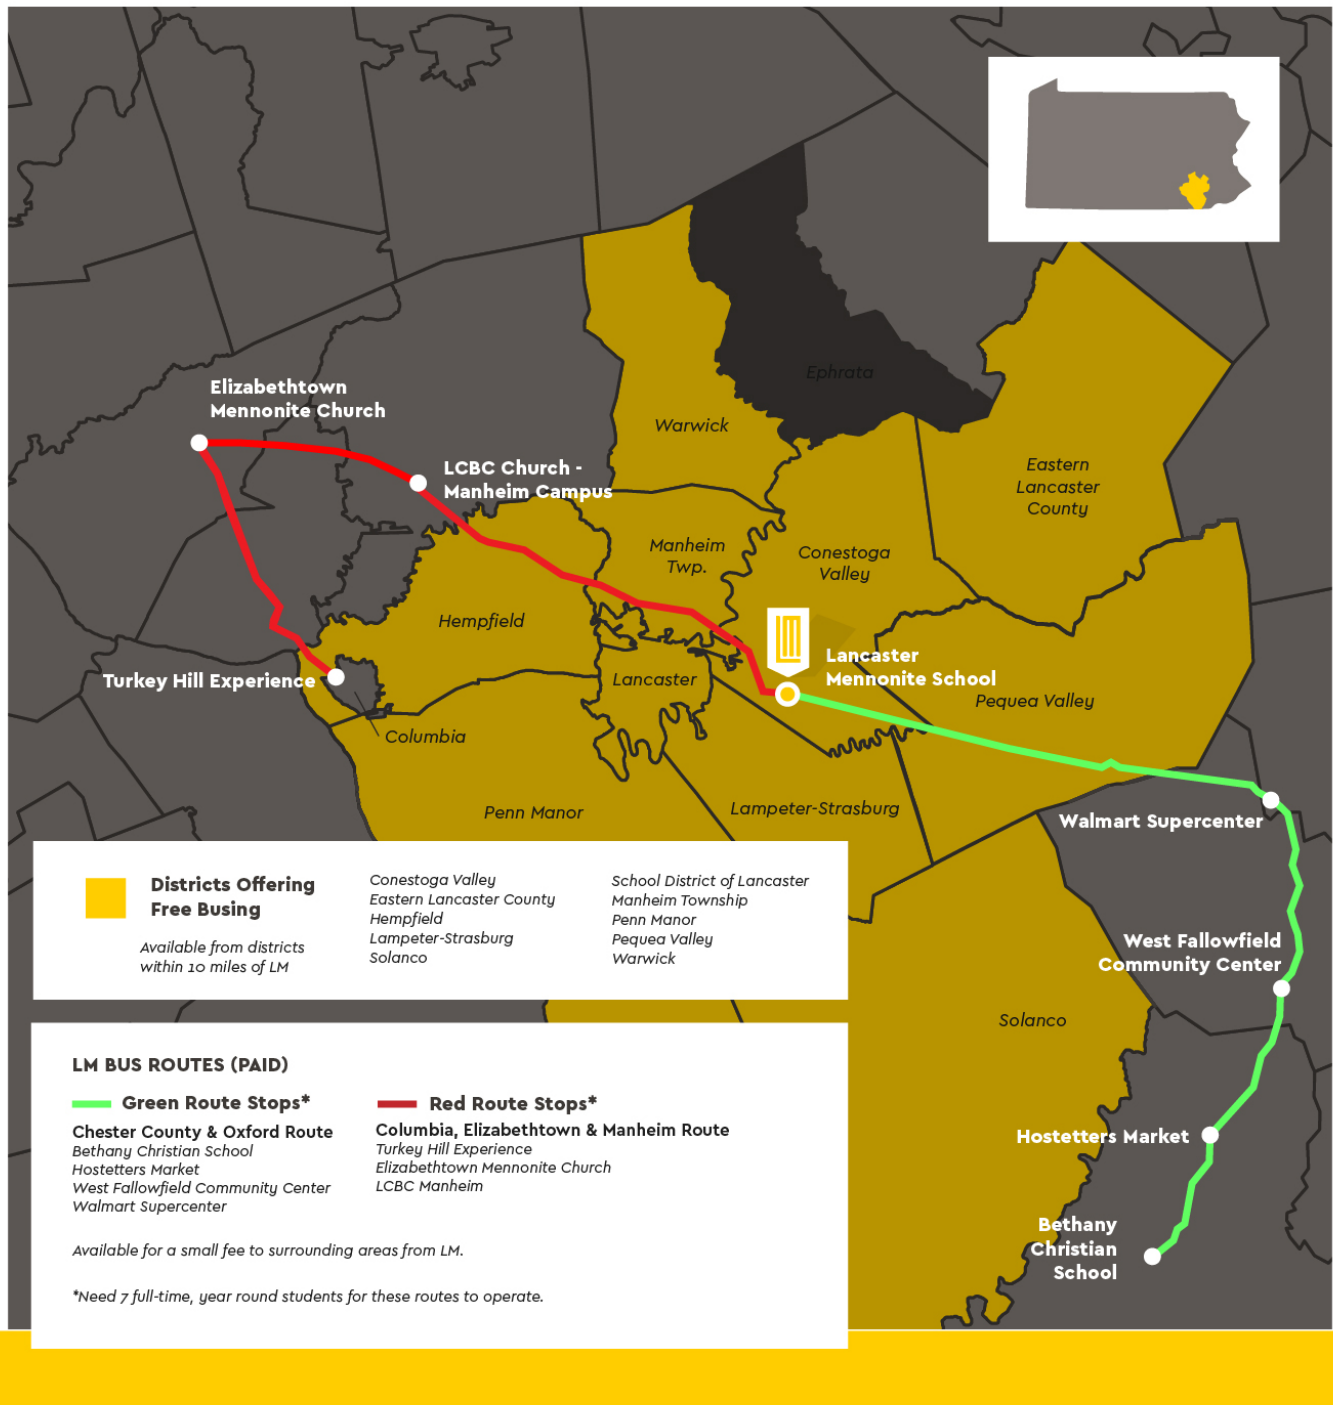 Ephrata
Elizabethtown
Mennonite Church
Warwick
LCBC Church -
Manheim Campus
Eastern
Lancaster
County
Manheim
Twp.
Conestoga
Valley
Hempfield
Lancaster
Mennonite School
Turkey Hill Experience
Lancaster
Pequea Valley
Columbia
Penn Manor
Lampeter-Strasburg
Walmart Supercenter
Districts Offering
Free Busing
Available from districts
within 10 miles of LM
Conestoga Valley
Eastern Lancaster County
Hempfield
Lampeter-Strasburg
Solanco
School District of Lancaster
Manheim Township
Penn Manor
Pequea Valley
Warwick
West Fallowfield
Community Center
Solanco
LM BUS ROUTES (PAID)
Green Route Stops*
Chester County & Oxford Route
Bethany Christian School
Hostetters Market
West Fallowfield Community Center
Walmart Supercenter
Red Route Stops*
Columbia, Elizabethtown & Manheim Route
Turkey Hill Experience
Elizabethtown Mennonite Church
LCBC Manheim
Available for a small fee to surrounding areas from LM.
*Need 7 full-time, year round students for these routes to operate.
Hostetters Market
Bethany
Christian
School